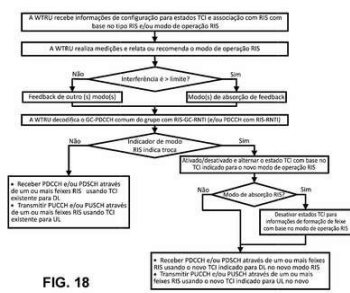 A WTRU recebe informações de configuração para estados TCI e associação com RIS com
base no tipo RIS e/ou modo de operação RIS
A WTRU realiza medições e relata ou recomenda o modo de operação RIS
Interferência é > limite?
Não
Sim
Feedback de outro (s) modo(s)
Modo(s) de absorção de feedback
A WTRU decodifica o GC-PDCCH comum do grupo com RIS-GC-RNTI (e/ou PDCCH com RIS-RNTI)
Não
Indicador de modo
RIS indica troca
Sim
Ativado/desativado e alternar o estado TCI com base no
TCI indicado para o novo modo de operação RIS
Não
Modo de absorção RIS?
Sim
• Receber PDCCH e/ou PDSCH através
de um ou mais feixes RIS usando TCI
existente para DL
• Transmitir PUCCH e/ou PUSCH através
de um ou mais feixes RIS usando TCI
existente para UL
Desativar estados TCI para
informações de formação de feixe
com base no modo de operação RIS
• Receber PDCCH e/ou PDSCH através de um ou mais feixes
RIS usando o novo TCI indicado para DL no novo modo RIS
• Transmitir PUCCH e/ou PUSCH através de um ou mais feixes
RIS usando o novo TCI indicado para UL no novo
FIG. 18